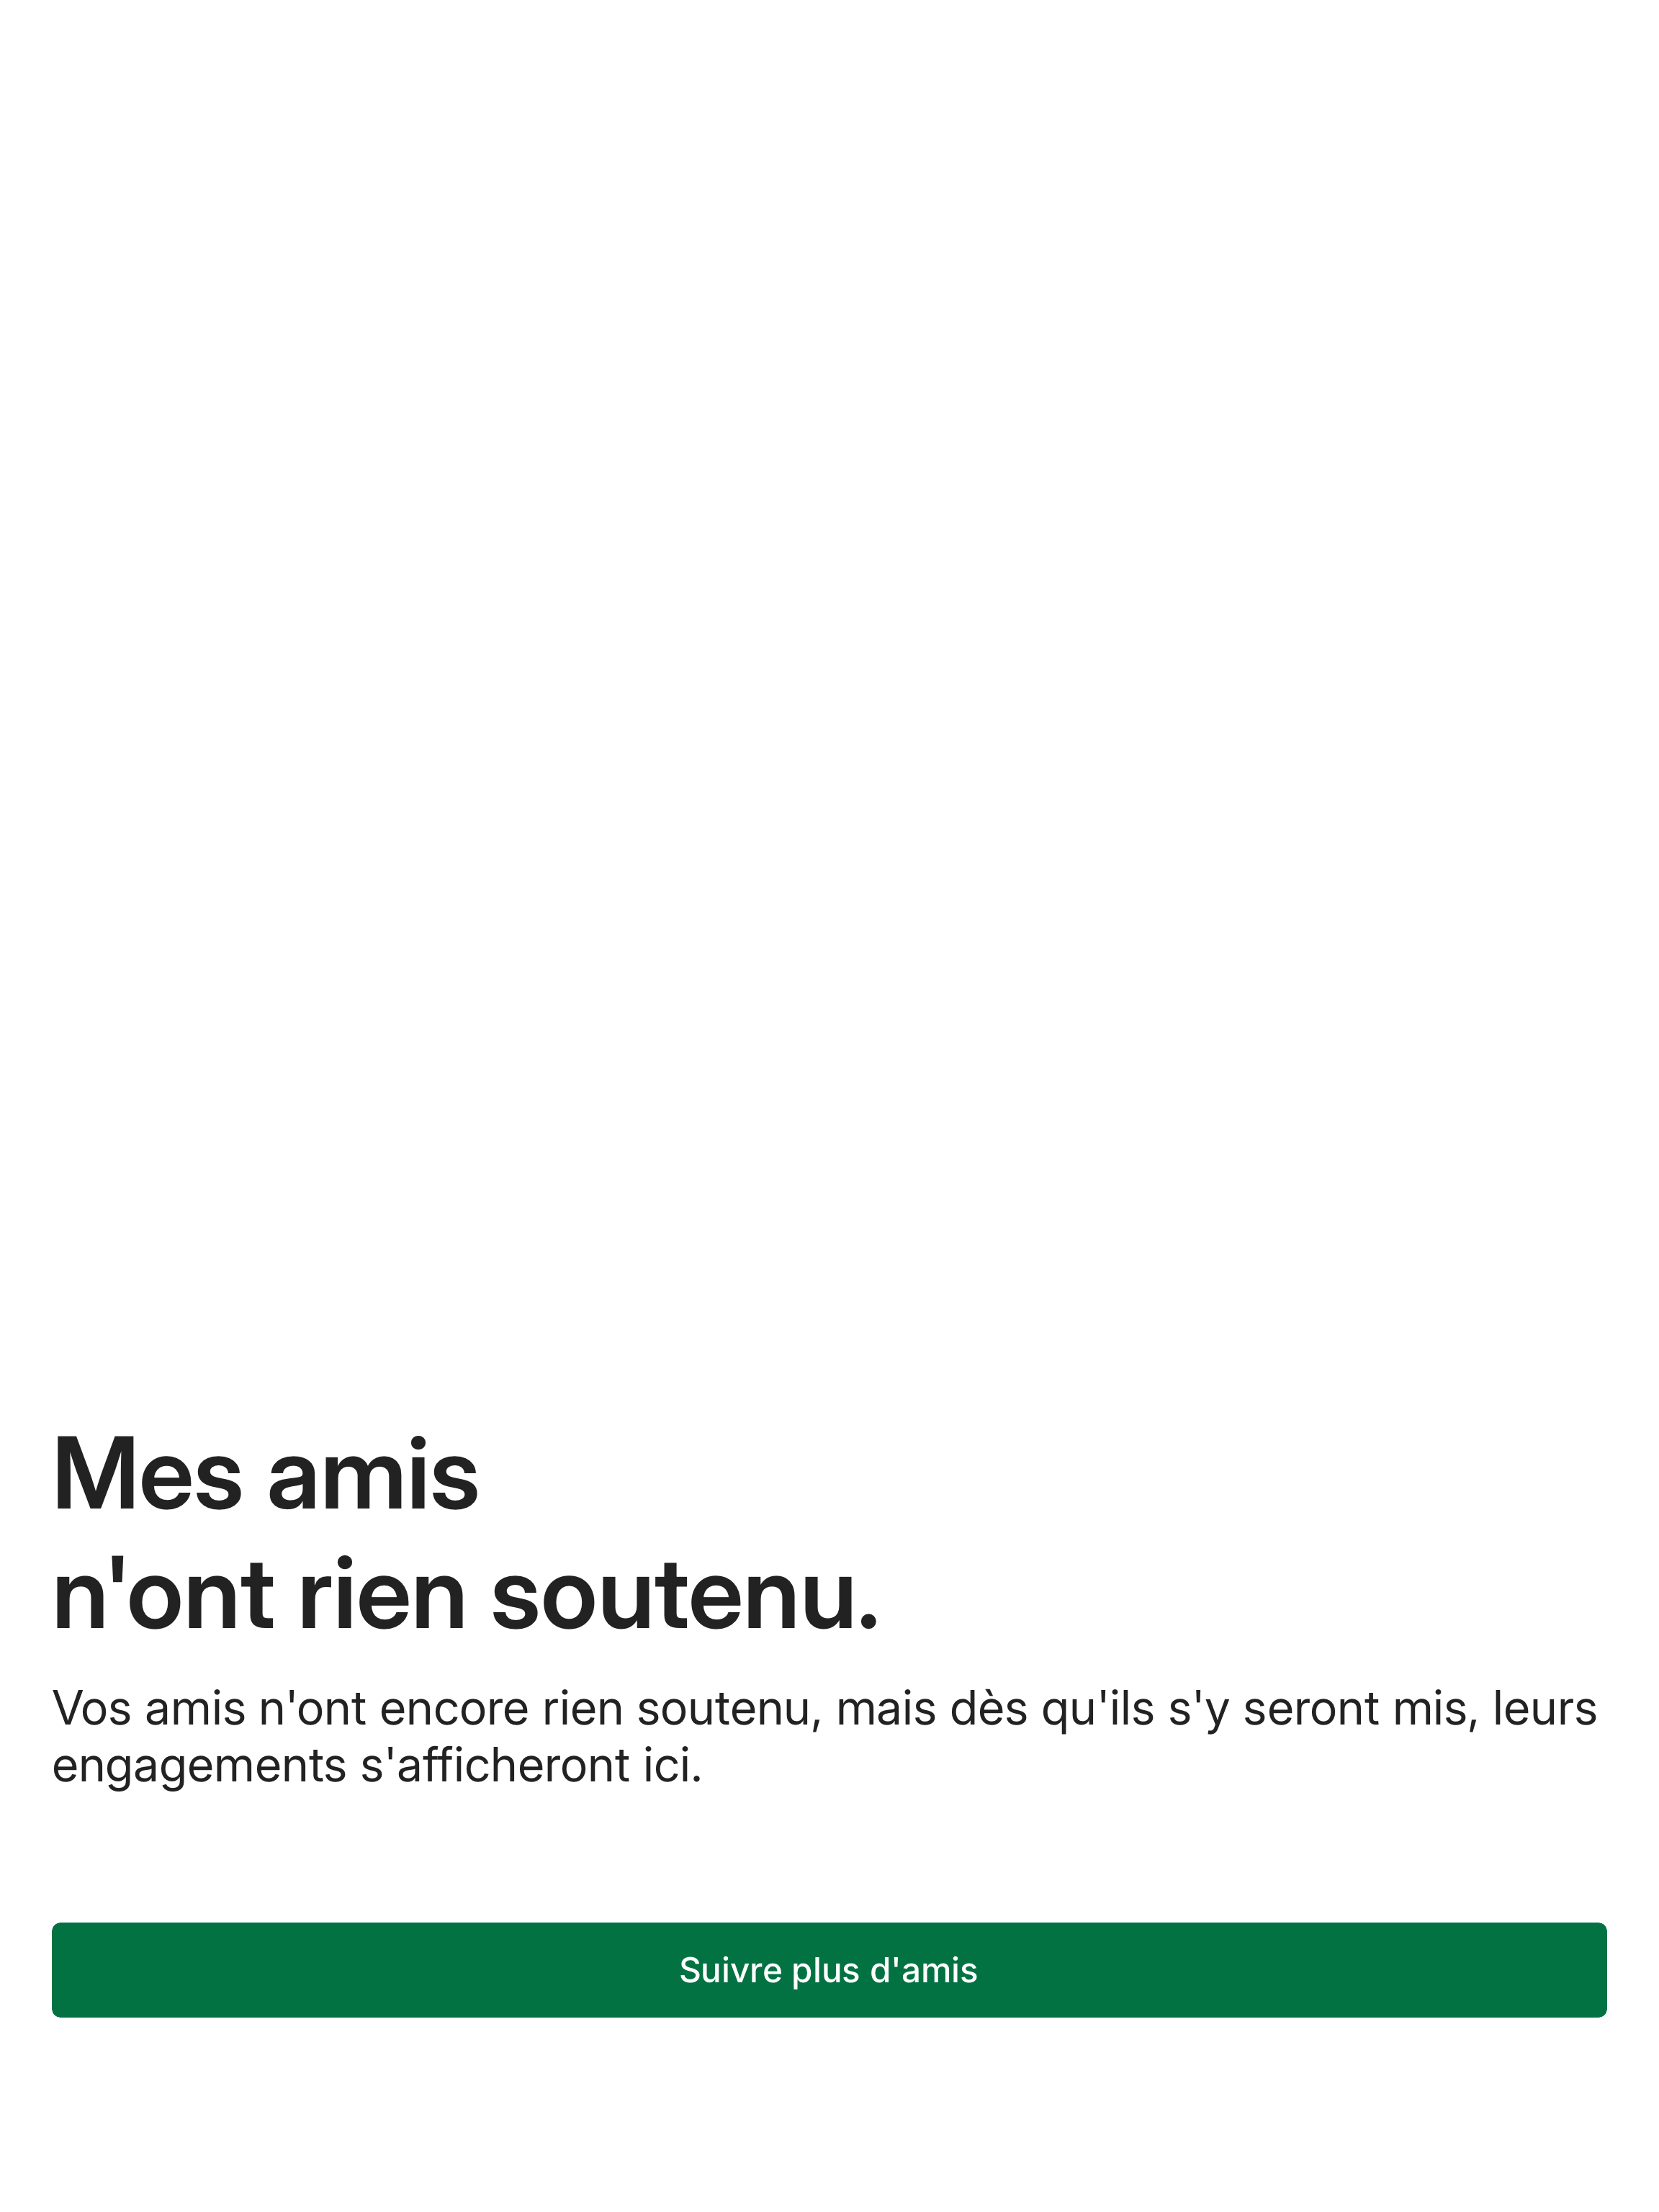 Mes amis
n'ont rien soutenu.
Vos amis n'ont encore rien soutenu, mais dès qu'ils s'y seront mis, leurs
engagements s'afficheront ici.
Suivre plus d'amis